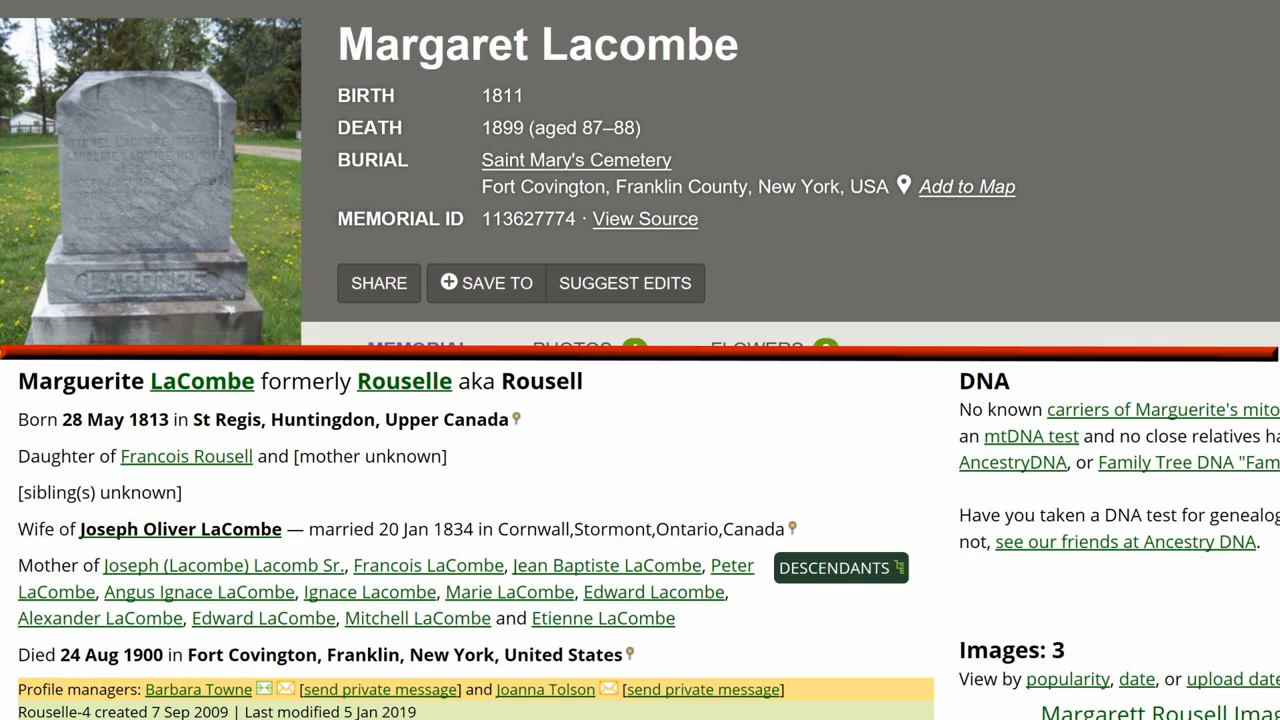 Margaret Lacombe
BIRTH 1811
DEATH 1899 (aged 87–88)
BURIAL Saint Mary's Cemetery
Fort Covington, Franklin County, New York, USA Add to Map
MEMORIAL ID 113627774 · View Source
SHARE SAVE TO SUGGEST EDITS
LACOMBE
MEMORIAL PHOTOS FLOWERS
Marguerite LaCombe formerly Rouselle aka Rousell
Born 28 May 1813 in St Regis, Huntingdon, Upper Canada
Daughter of Francois Rousell and [mother unknown]
[sibling(s) unknown]
Wife of Joseph Oliver LaCombe — married 20 Jan 1834 in Cornwall,Stormont,Ontario,Canada
Mother of Joseph (Lacombe) Lacomb Sr., Francois LaCombe, Jean Baptiste LaCombe, Peter
LaCombe, Angus Ignace LaCombe, Ignace Lacombe, Marie LaCombe, Edward Lacombe,
Alexander LaCombe, Edward LaCombe, Mitchell LaCombe and Etienne LaCombe
DESCENDANTS
Died 24 Aug 1900 in Fort Covington, Franklin, New York, United States
Profile managers: Barbara Towne [send private message] and Joanna Tolson [send private message]
Rouselle-4 created 7 Sep 2009 | Last modified 5 Jan 2019
DNA
No known carriers of Marguerite's mito
an mtDNA test and no close relatives ha
AncestryDNA, or Family Tree DNA "Fam
Have you taken a DNA test for genealog
not, see our friends at Ancestry DNA.
Images: 3
View by popularity, date, or upload date
Margarett Rousell Imag